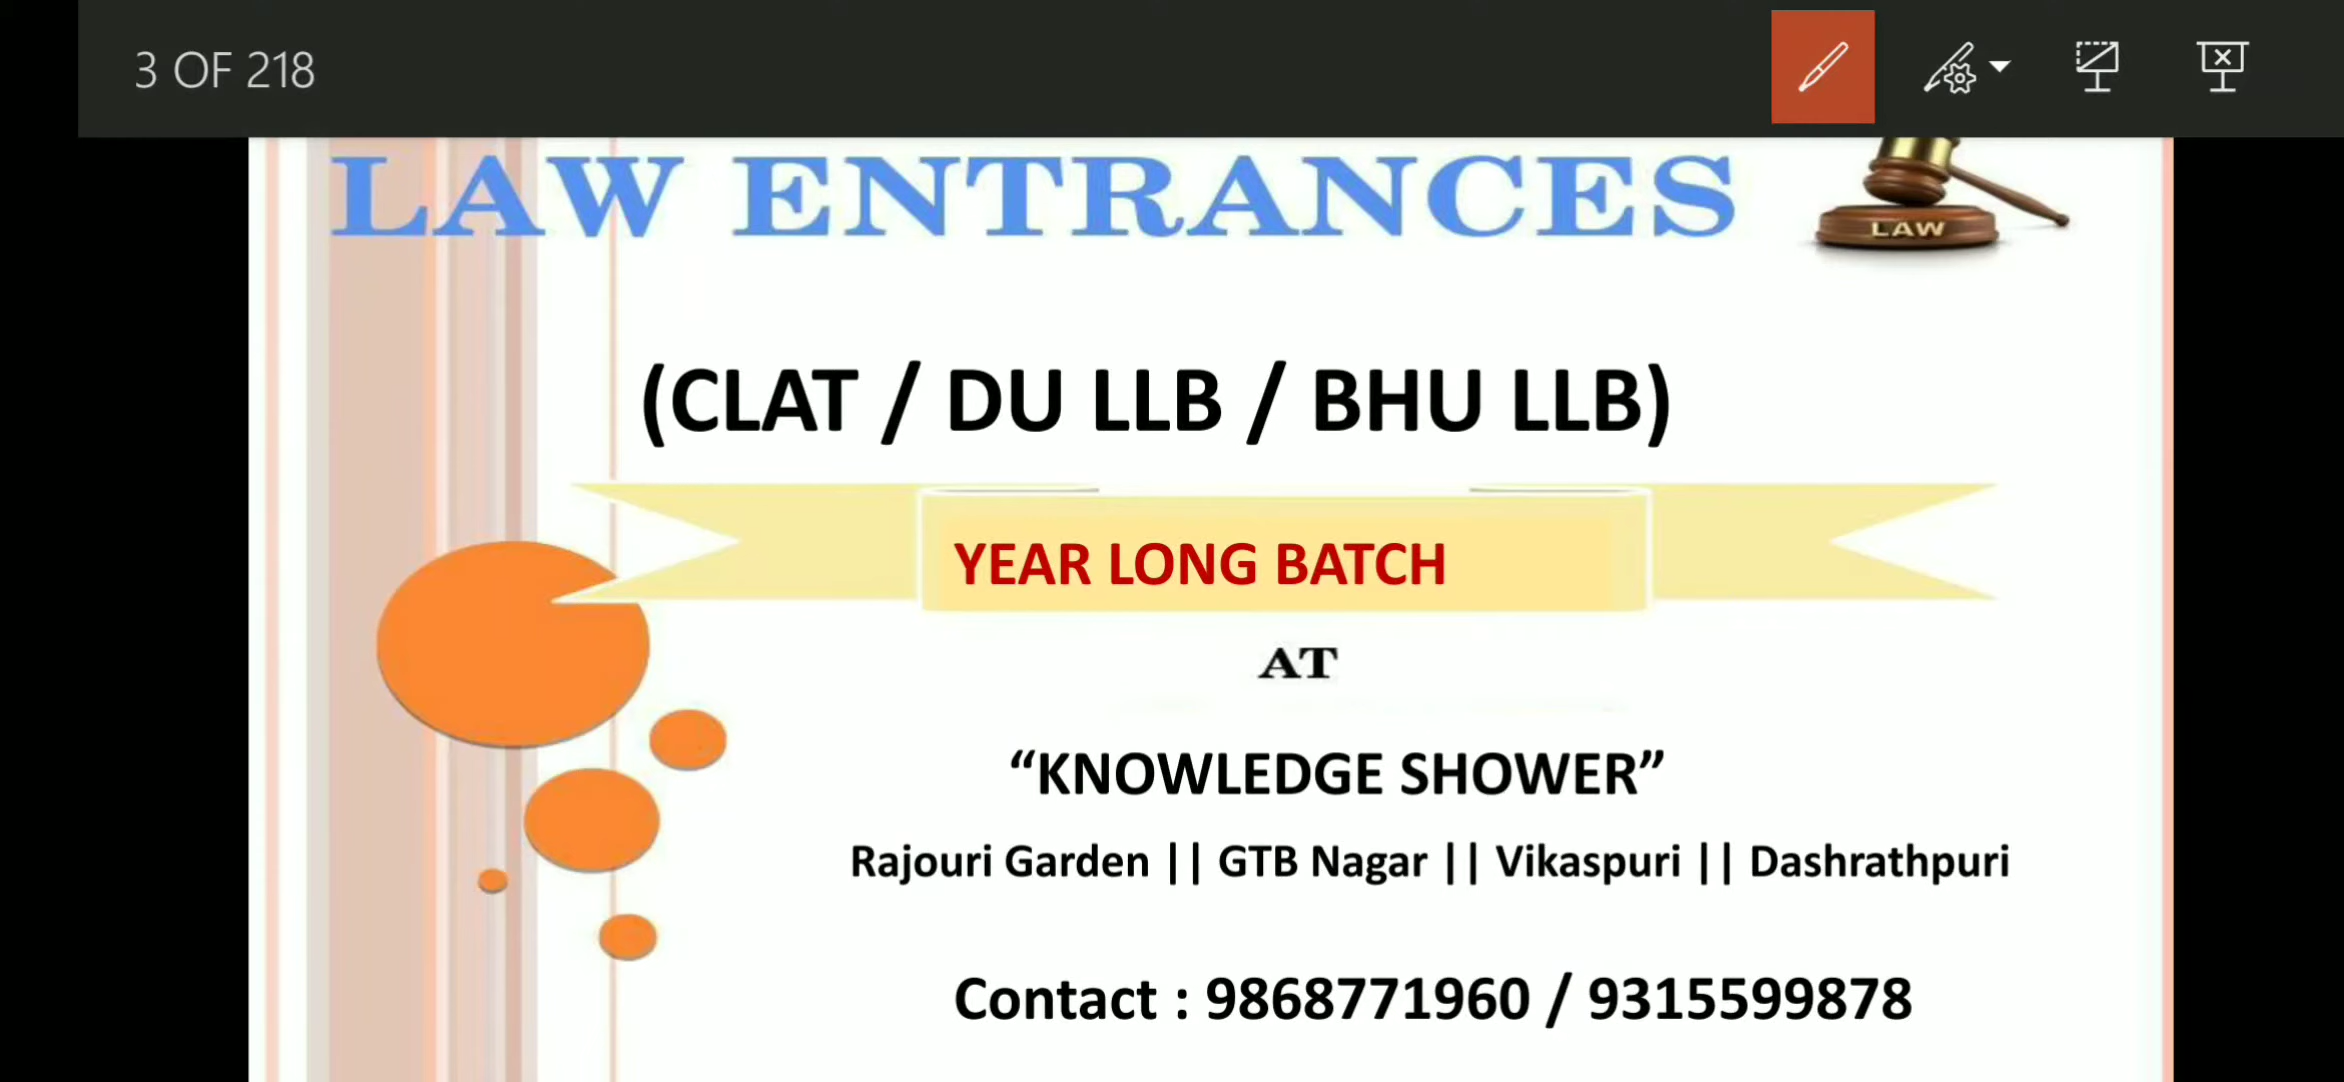 3 OF 218
LAW ENTRANCES
LAW
(CLAT / DU LLB / BHU LLB)
YEAR LONG BATCH
AT
“KNOWLEDGE SHOWER”
Rajouri Garden || GTB Nagar || Vikaspuri || Dashrathpuri
Contact : 9868771960 / 9315599878